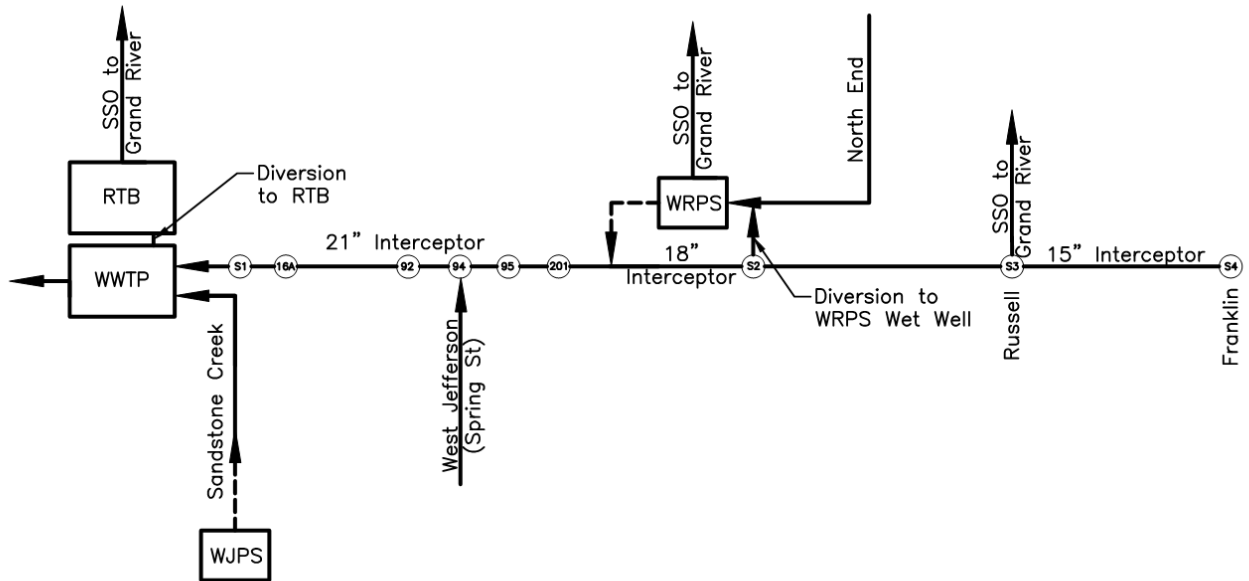 SSO to
Grand River
RTB
Diversion
to RTB
WWTP
S1
16A
21" Interceptor
92
94
95
201
SSO to
Grand River
WRPS
North End
18"
Interceptor
S2
Diversion to
WRPS Wet Well
SSO to
Grand River
S3
Russell
15" Interceptor
S4
Franklin
West Jefferson
(Spring St)
Sandstone Creek
WJPS